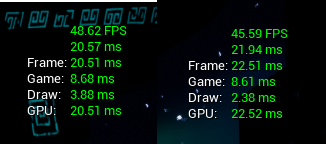 48.62 FPS
20.57 ms
Frame: 20.51 ms
Game: 8.68 ms
Draw: 3.88 ms
GPU: 20.51 ms
45.59 FPS
21.94 ms
Frame: 22.51 ms
Game: 8.61 ms
Draw: 2.38 ms
GPU: 22.52 ms